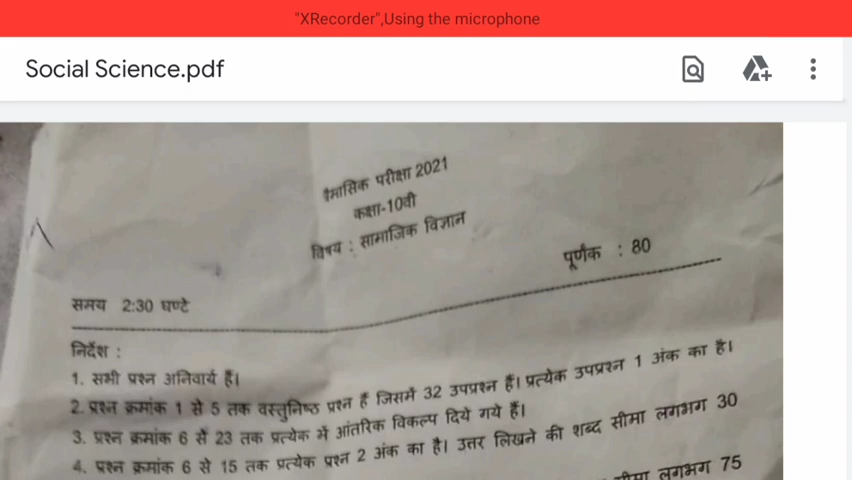 "XRecorder",Using the microphone
Social Science.pdf
त्रैमासिक परीक्षा 2021
कक्षा-10वी
विषय : सामाजिक विज्ञान
पूर्णंक : 80
समय 2:30 घण्टे
निर्देश :
1. सभी प्रश्न अनिवार्य हैं।
2. प्रश्न क्रमांक 1 से 5 तक वस्तुनिष्ठ प्रश्न हैं जिसमें 32 उपप्रश्न हैं। प्रत्येक उपप्रश्न 1 अंक का है।
3. प्रश्न क्रमांक 6 से 23 तक प्रत्येक में आंतरिक विकल्प दिये गये हैं।
4. प्रश्न क्रमांक 6 से 15 तक प्रत्येक प्रश्न 2 अंक का है। उत्तर लिखने की शब्द सीमा लगभग 30
सीमा लगभग 75